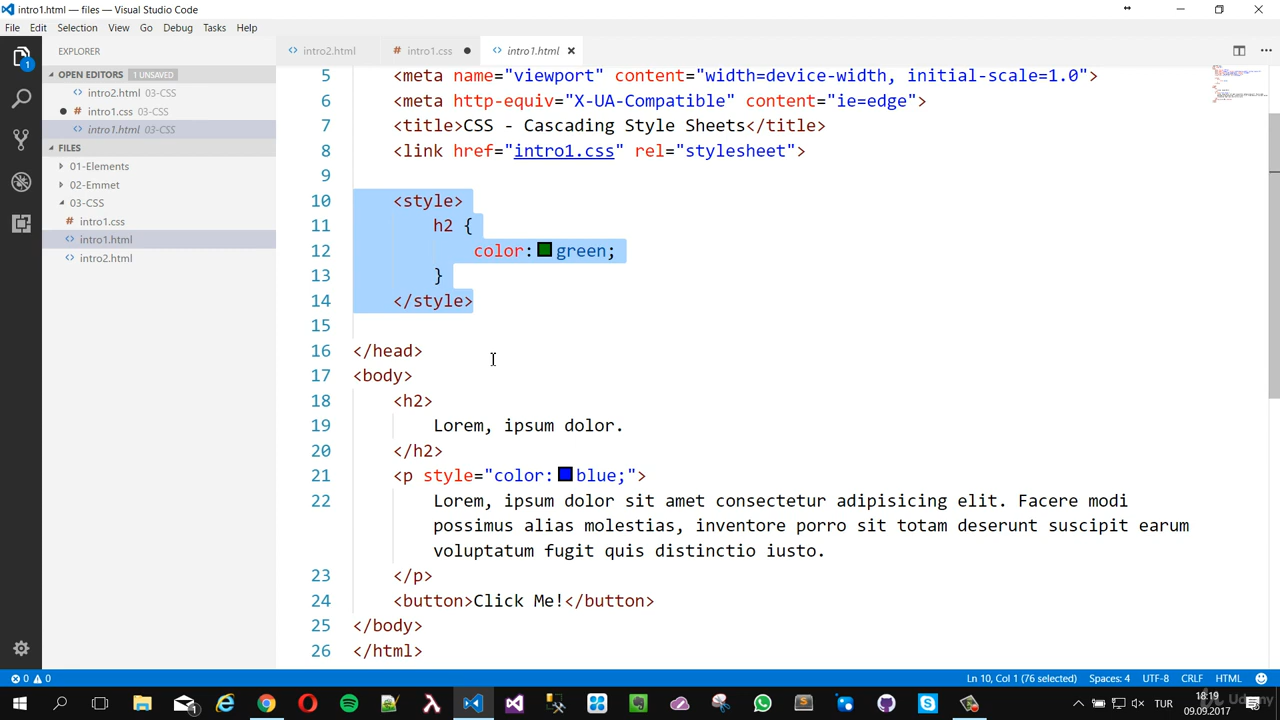 intro1.html — files — Visual Studio Code
File Edit Selection View Go Debug Tasks Help
EXPLORER
intro2.html intro1.css intro1.html
OPEN EDITORS 1 UNSAVED
intro2.html 03-CSS
intro1.css 03-CSS
intro1.html 03-CSS
FILES
01-Elements
02-Emmet
03-CSS
intro1.css
intro1.html
intro2.html
1
5 <meta name="viewport" content="width=device-width, initial-scale=1.0">
6 <meta http-equiv="X-UA-Compatible" content="ie=edge">
7 <title>CSS - Cascading Style Sheets</title>
8 <link href="intro1.css" rel="stylesheet">
9
10 <style>
11 h2 {
12 color: green;
13 }
14 </style>
15
16 </head>
17 <body>
18 <h2>
19 Lorem, ipsum dolor.
20 </h2>
21 <p style="color: blue;">
22 Lorem, ipsum dolor sit amet consectetur adipisicing elit. Facere modi
possimus alias molestias, inventore porro sit totam deserunt suscipit earum
voluptatum fugit quis distinctio iusto.
23 </p>
24 <button>Click Me!</button>
25 </body>
26 </html>
0 0 Ln 10, Col 1 (76 selected) Spaces: 4 UTF-8 CRLF HTML
1 TUR 18:19
09.09.2017
Udemy